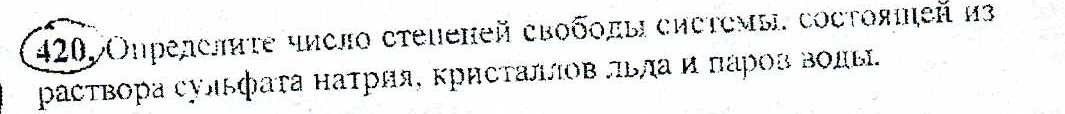 420. Определите число степеней свободы системы. состоящей из
раствора сульфата натрия, кристаллов льда и паров воды.